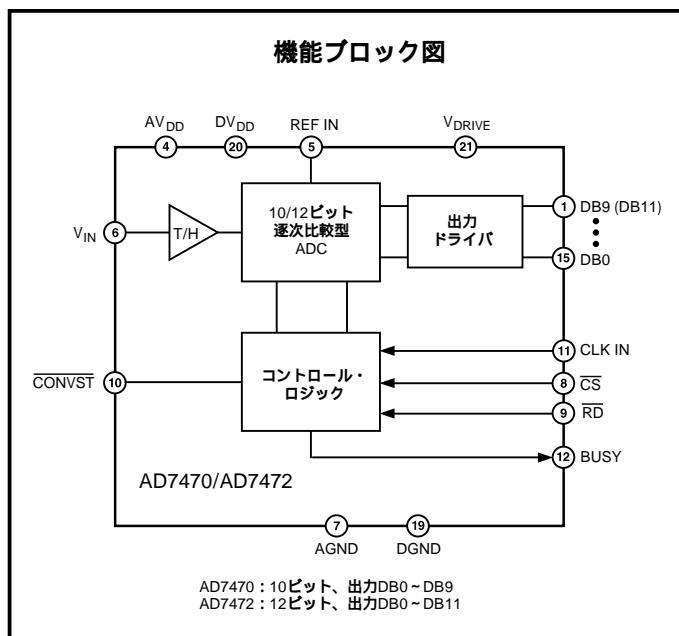 機能ブロック図
AVDD
DVDD
REF IN
VDRIVE
4
20
5
21
VIN
6
T/H
10/12ビット
逐次比較型
ADC
出力
ドライバ
1
DB9 (DB11)
15
DB0
CONVST
10
コントロール・
ロジック
11
CLK IN
8
CS
9
RD
12
BUSY
AD7470/AD7472
7
19
AGND
DGND
AD7470：10ビット、出力DB0～DB9
AD7472：12ビット、出力DB0～DB11